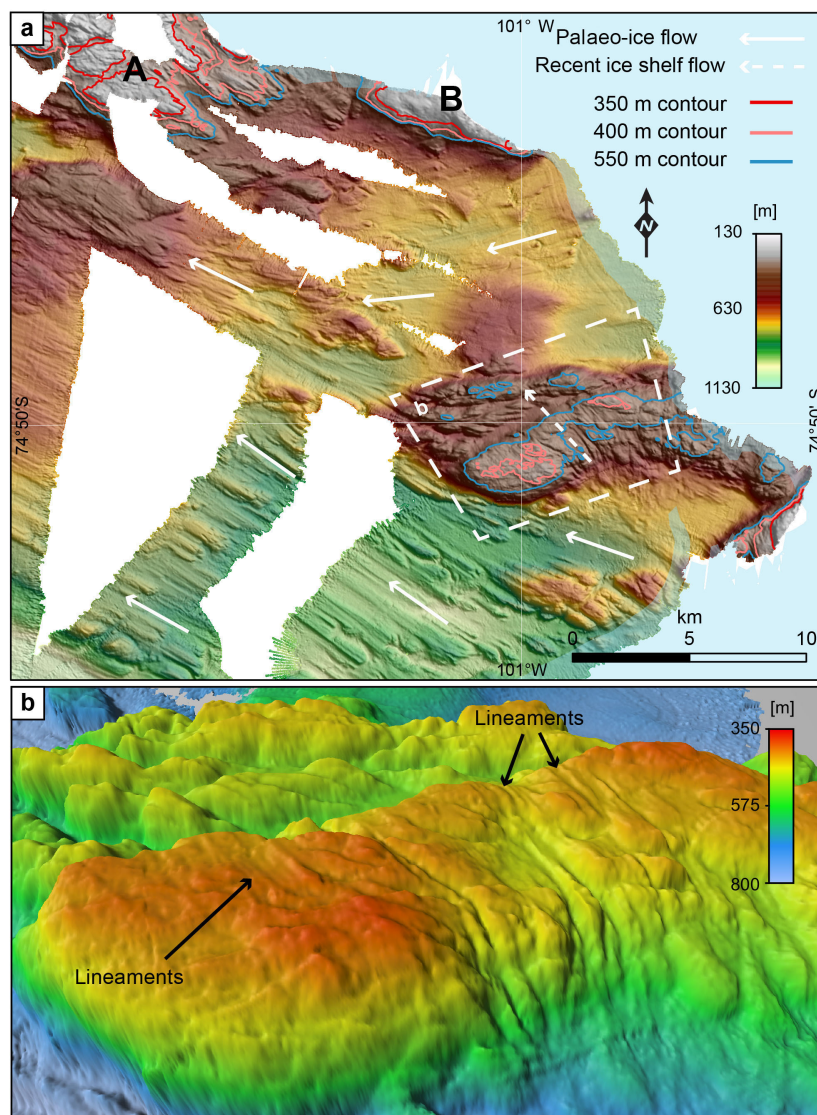 a
101° W
Palaeo-ice flow
Recent ice shelf flow
A
B
350 m contour
400 m contour
550 m contour
N
[m]
130
630
1130
b
74°50'S
74°50'S
km
0 5 10
101°W
b
Lineaments
[m]
350
575
800
Lineaments